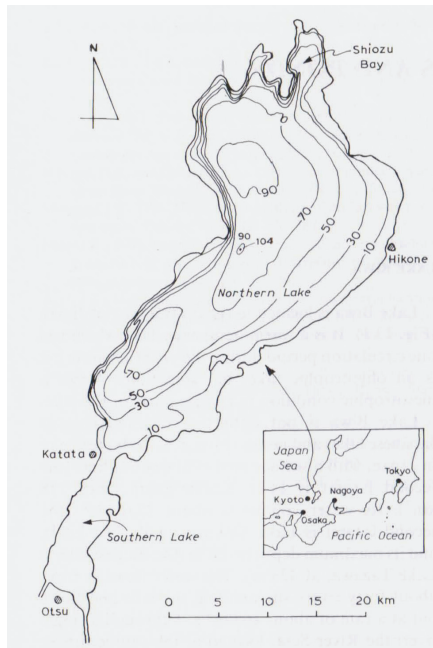 N
Shiozu
Bay
90
70
50
30
10
90
104
Hikone
Northern Lake
70
50
30
10
Katata
Southern Lake
Otsu
Japan
Sea
Tokyo
Nagoya
Kyoto
Osaka
Pacific Ocean
0 5 10 15 20 km